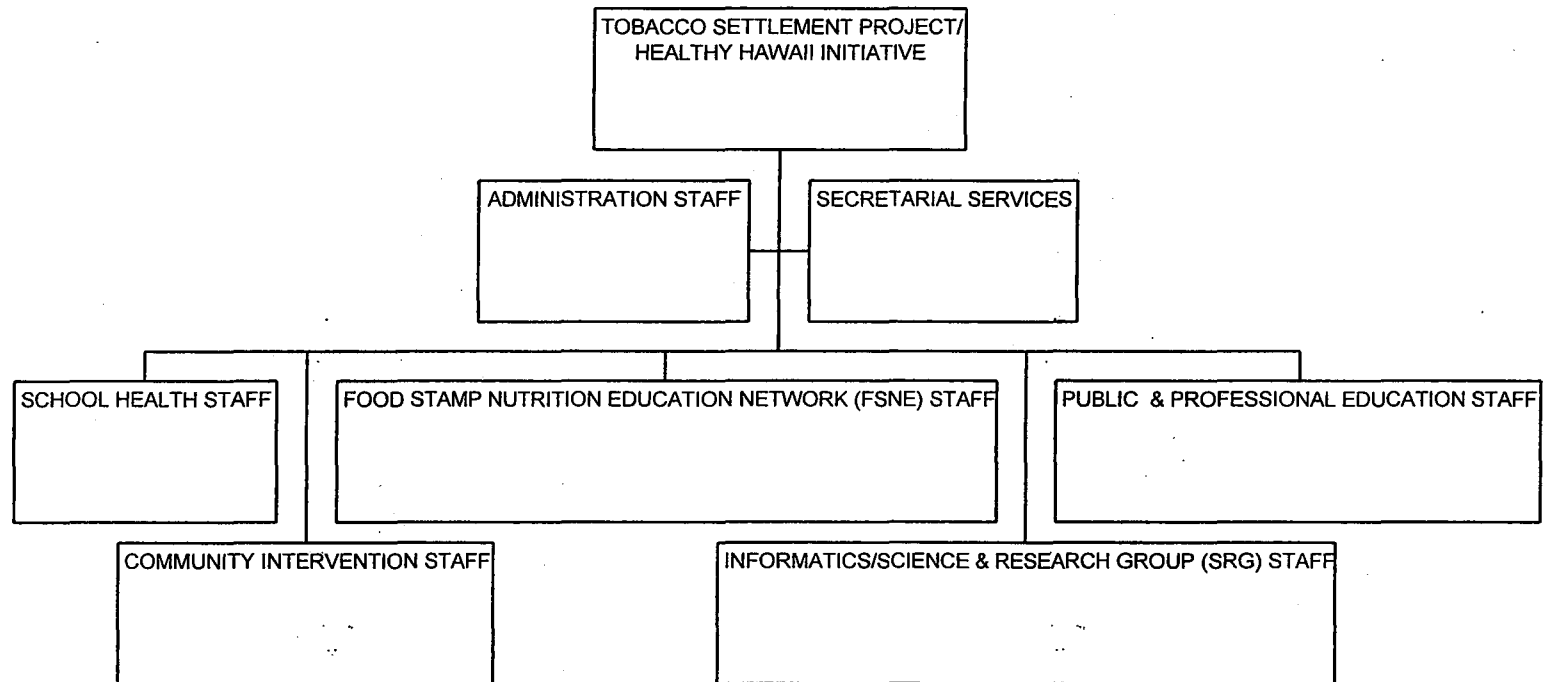 TOBACCO SETTLEMENT PROJECT/
HEALTHY HAWAII INITIATIVE
ADMINISTRATION STAFF
SECRETARIAL SERVICES
SCHOOL HEALTH STAFF
FOOD STAMP NUTRITION EDUCATION NETWORK (FSNE) STAFF
PUBLIC & PROFESSIONAL EDUCATION STAFF
COMMUNITY INTERVENTION STAFF
INFORMATICS/SCIENCE & RESEARCH GROUP (SRG) STAFF